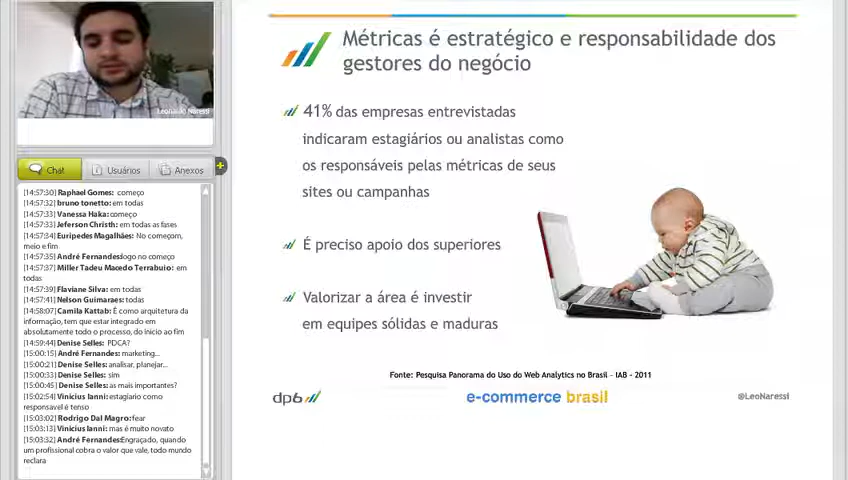 Leonardo Naressi
Chat
Usuários
Anexos
[14:57:30] Raphael Gomes: começo
[14:57:32] bruno tonetto: em todas
[14:57:33] Vanessa Haka: começo
[14:57:33] Jeferson Christh: em todas as fases
[14:57:34] Euripedes Magalhães: No começam,
meio e fim
[14:57:35] André Fernandes:logo no começo
[14:57:37] Miller Tadeu Macedo Terrabuio: em
todas
[14:57:39] Flaviane Silva: em todas
[14:57:41] Nelson Guimaraes: todas
[14:58:07] Camila Kattab: É como arquitetura da
informação, tem que estar integrado em
absolutamente todo o processo, do inicio ao fim
[14:59:44] Denise Selles: PDCA?
[15:00:15] André Fernandes: marketing...
[15:00:21] Denise Selles: analisar, planejar...
[15:00:33] Denise Selles: sim
[15:00:45] Denise Selles: as mais importantes?
[15:02:54] Vinicius Ianni: estagíario como
responsavel é tenso
[15:03:02] Rodrigo Dal Magro: fear
[15:03:13] Vinicius Ianni: mas é muito novato
[15:03:32] André Fernandes:Engraçado, quando
um profissional cobra o valor que vale, todo mundo
reclara
Métricas é estratégico e responsabilidade dos
gestores do negócio
41% das empresas entrevistadas
indicaram estagiários ou analistas como
os responsáveis pelas métricas de seus
sites ou campanhas
É preciso apoio dos superiores
Valorizar a área é investir
em equipes sólidas e maduras
Fonte: Pesquisa Panorama do Uso do Web Analytics no Brasil – IAB - 2011
dp6
e-commerce brasil
@LeoNaressi